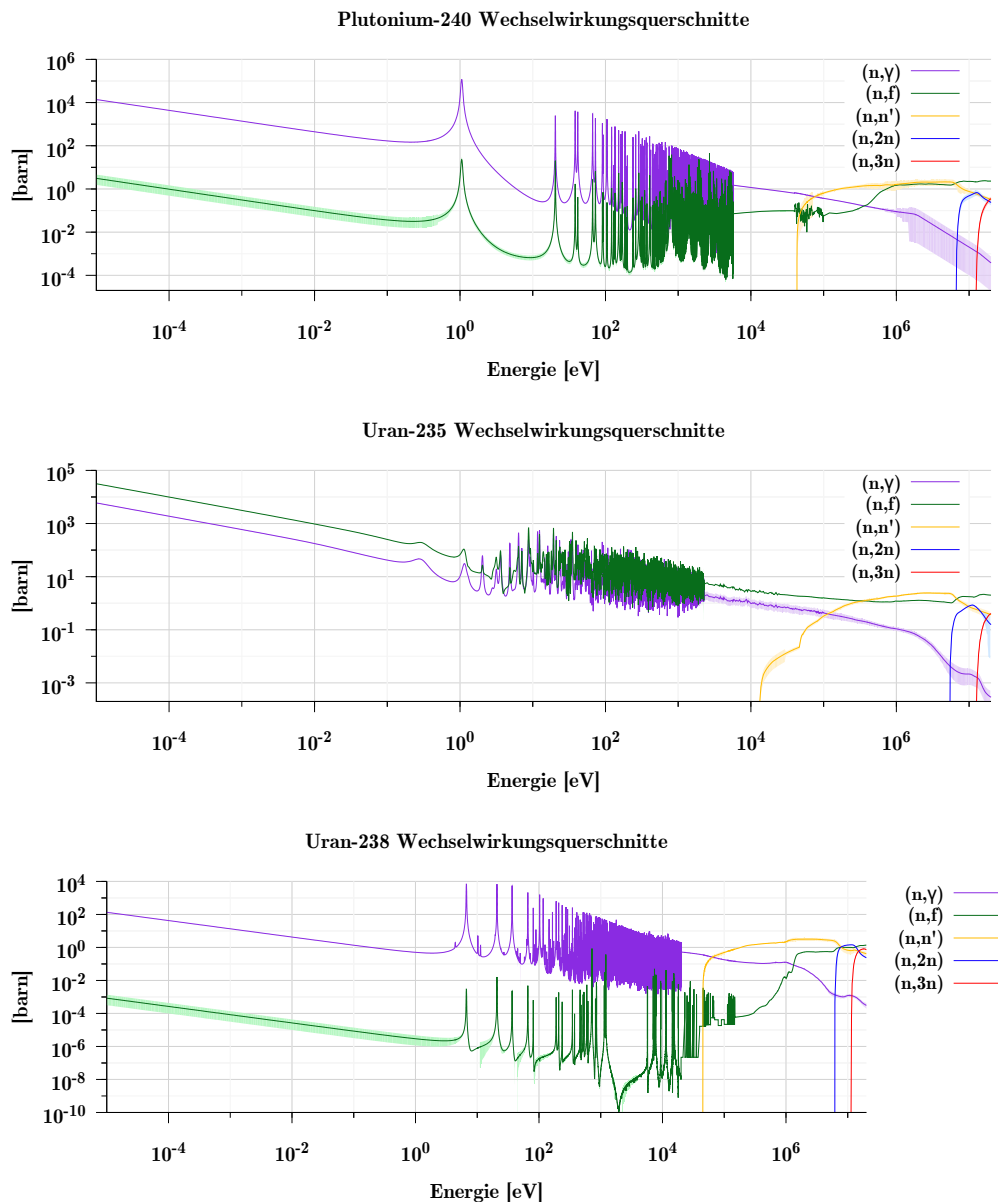 Plutonium-240 Wechselwirkungsquerschnitte
10^6
10^4
10^2
10^0
10^-2
10^-4
[barn]
(n,γ)
(n,f)
(n,n')
(n,2n)
(n,3n)
10^-4 10^-2 10^0 10^2 10^4 10^6
Energie [eV]
Uran-235 Wechselwirkungsquerschnitte
10^5
10^3
10^1
10^-1
10^-3
[barn]
(n,γ)
(n,f)
(n,n')
(n,2n)
(n,3n)
10^-4 10^-2 10^0 10^2 10^4 10^6
Energie [eV]
Uran-238 Wechselwirkungsquerschnitte
10^4
10^2
10^0
10^-2
10^-4
10^-6
10^-8
10^-10
[barn]
(n,γ)
(n,f)
(n,n')
(n,2n)
(n,3n)
10^-4 10^-2 10^0 10^2 10^4 10^6
Energie [eV]